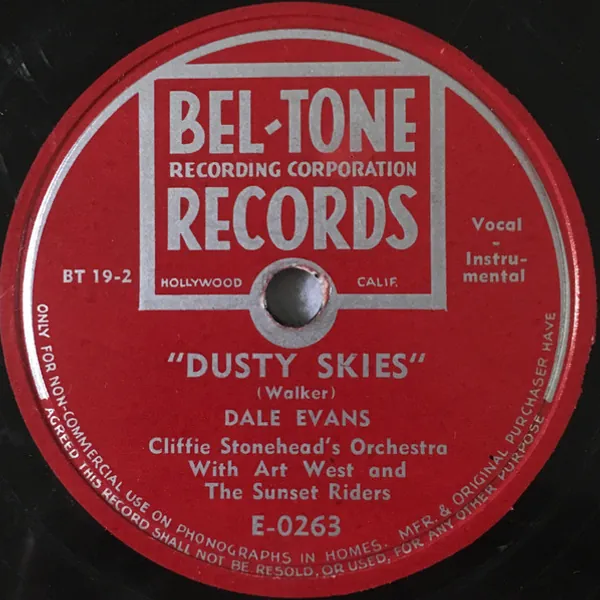 BEL-TONE
RECORDING CORPORATION
RECORDS
HOLLYWOOD CALIF.
BT 19-2
Vocal
-
Instru-
mental
"DUSTY SKIES"
(Walker)
DALE EVANS
Cliffie Stonehead's Orchestra
With Art West and
The Sunset Riders
E-0263
ONLY FOR NON-COMMERCIAL USE ON PHONOGRAPHS IN HOMES. MFR. & ORIGINAL PURCHASER HAVE
AGREED THIS RECORD SHALL NOT BE RESOLD, OR USED, FOR ANY OTHER PURPOSE